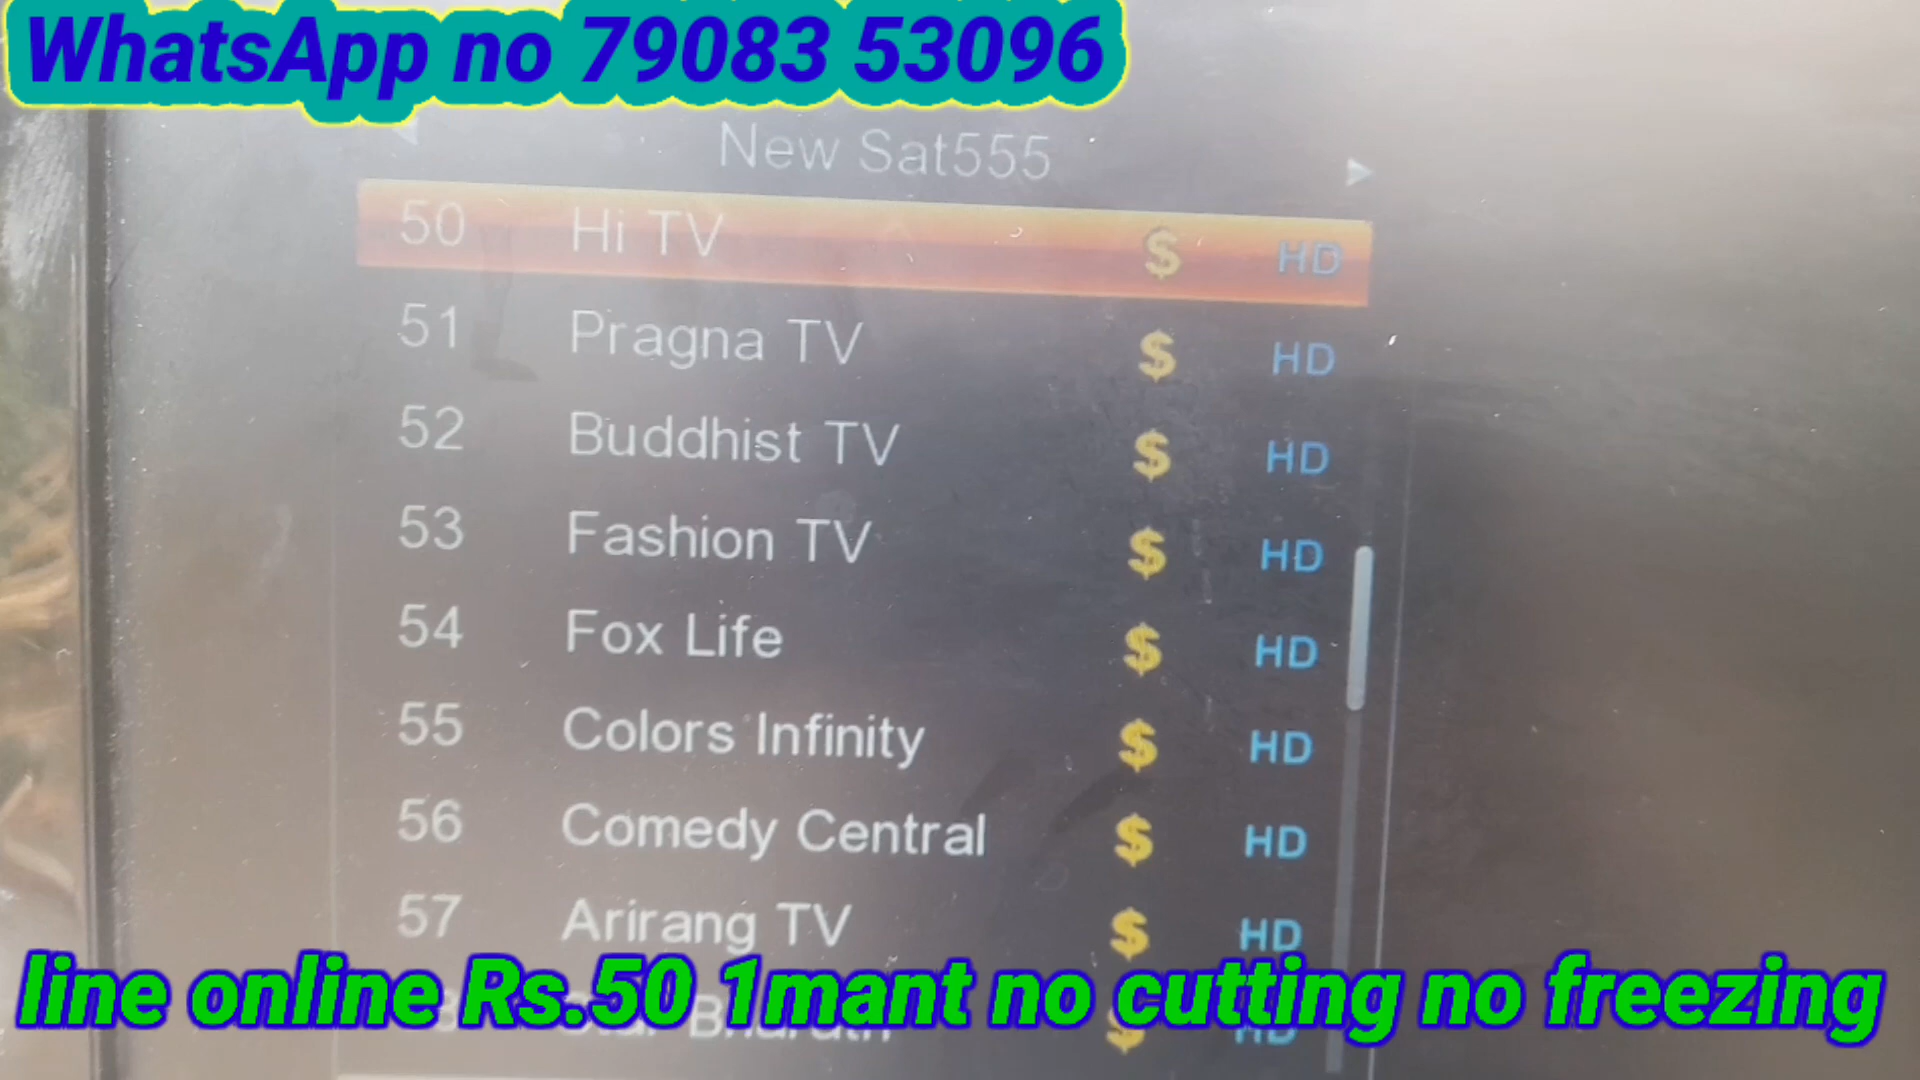 WhatsApp no 79083 53096
New Sat555
50 Hi TV $ HD
51 Pragna TV $ HD
52 Buddhist TV $ HD
53 Fashion TV $ HD
54 Fox Life $ HD
55 Colors Infinity $ HD
56 Comedy Central $ HD
57 Arirang TV $ HD
line online Rs.50 1mant no cutting no freezing
$ HD